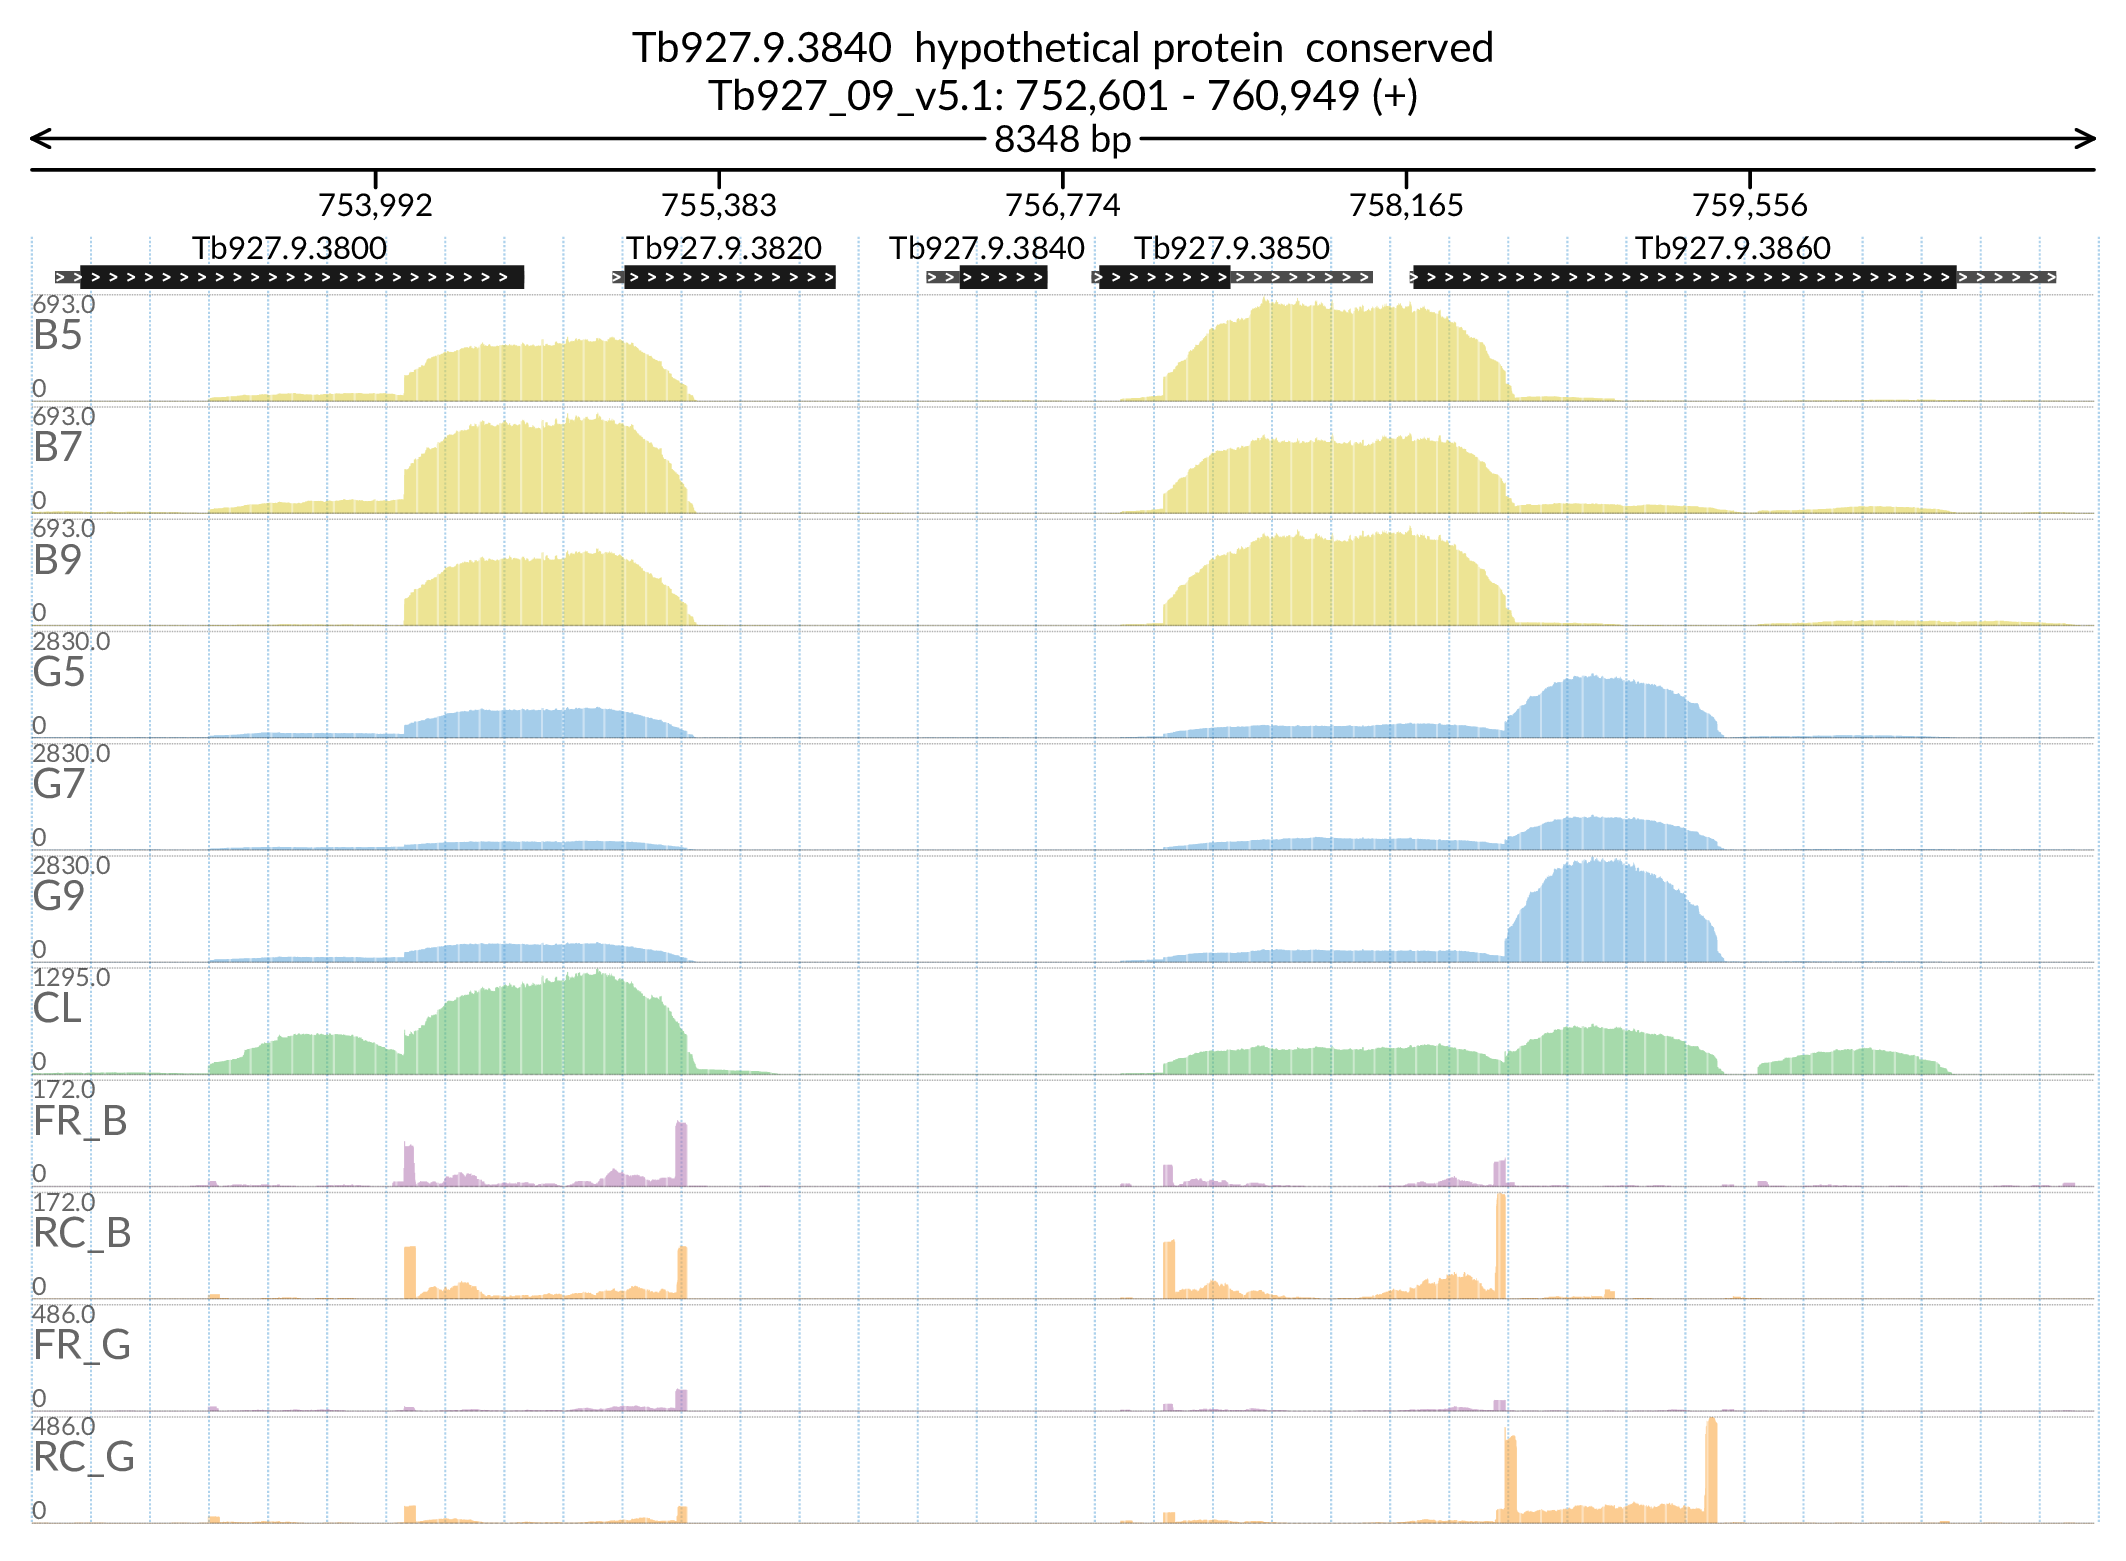 Tb927.9.3840 hypothetical protein conserved
Tb927_09_v5.1: 752,601 - 760,949 (+)
8348 bp
753,992 755,383 756,774 758,165 759,556
Tb927.9.3800 Tb927.9.3820 Tb927.9.3840 Tb927.9.3850 Tb927.9.3860
693.0
B5
0
693.0
B7
0
693.0
B9
0
2830.0
G5
0
2830.0
G7
0
2830.0
G9
0
1295.0
CL
0
172.0
FR_B
0
172.0
RC_B
0
486.0
FR_G
0
486.0
RC_G
0